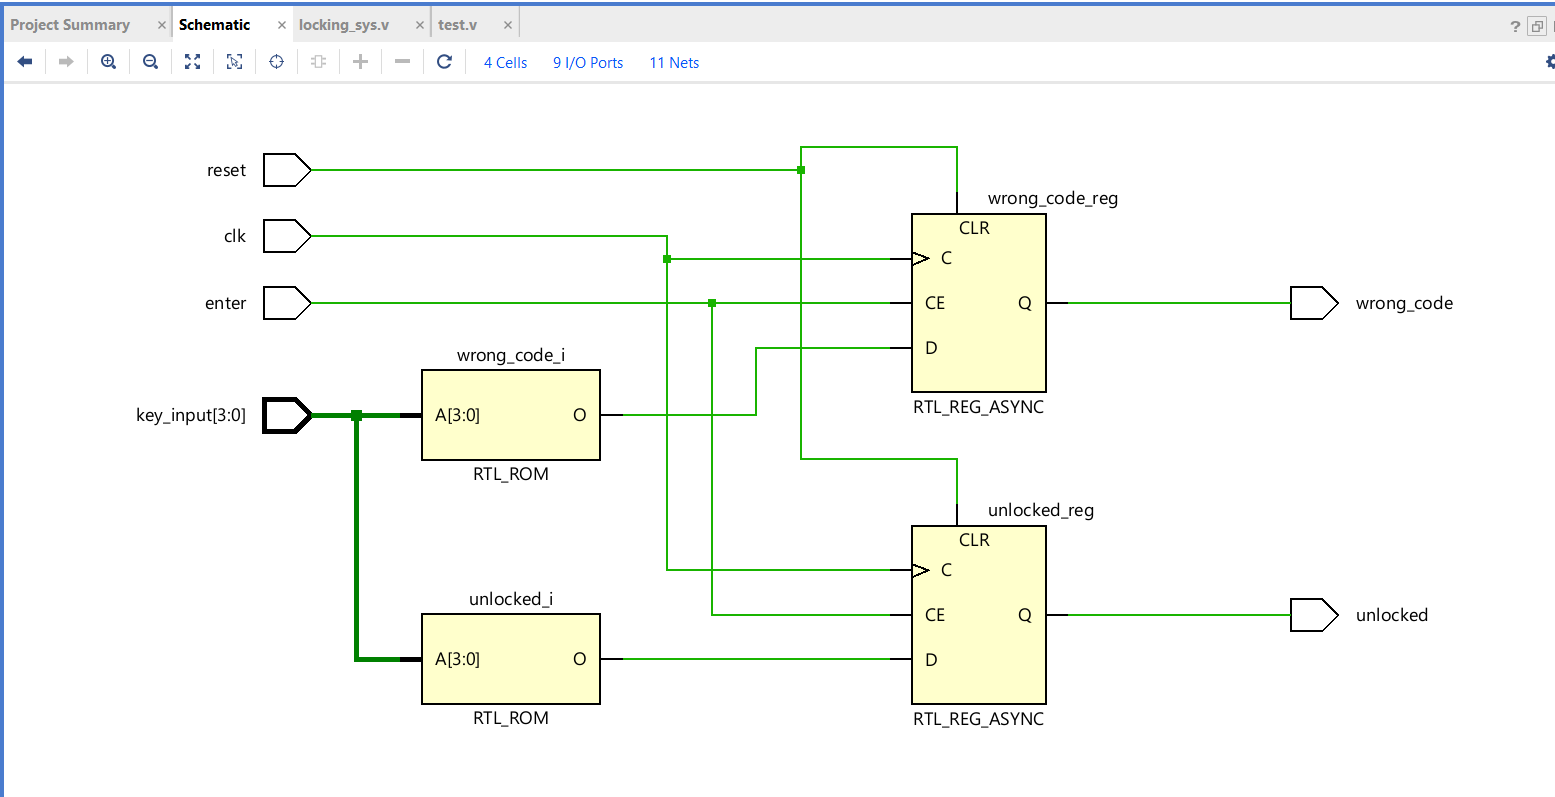 Project Summary × Schematic × locking_sys.v × test.v × ?
4 Cells 9 I/O Ports 11 Nets
reset
wrong_code_reg
CLR
clk
C
enter
CE Q
wrong_code
D
wrong_code_i
RTL_REG_ASYNC
key_input[3:0]
A[3:0] O
RTL_ROM
unlocked_reg
CLR
C
unlocked_i
CE Q
unlocked
A[3:0] O
D
RTL_ROM
RTL_REG_ASYNC